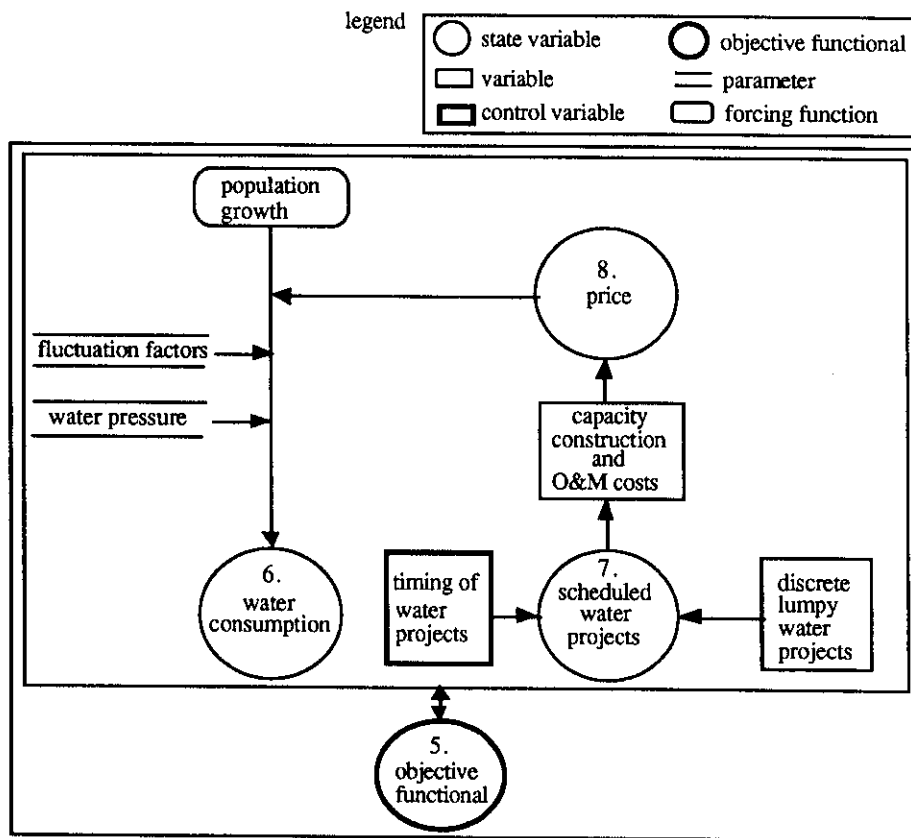 legend
state variable
objective functional
variable
parameter
control variable
forcing function
population
growth
8.
price
fluctuation factors
water pressure
capacity
construction
and
O&M costs
6.
water
consumption
timing of
water
projects
7.
scheduled
water
projects
discrete
lumpy
water
projects
5.
objective
functional